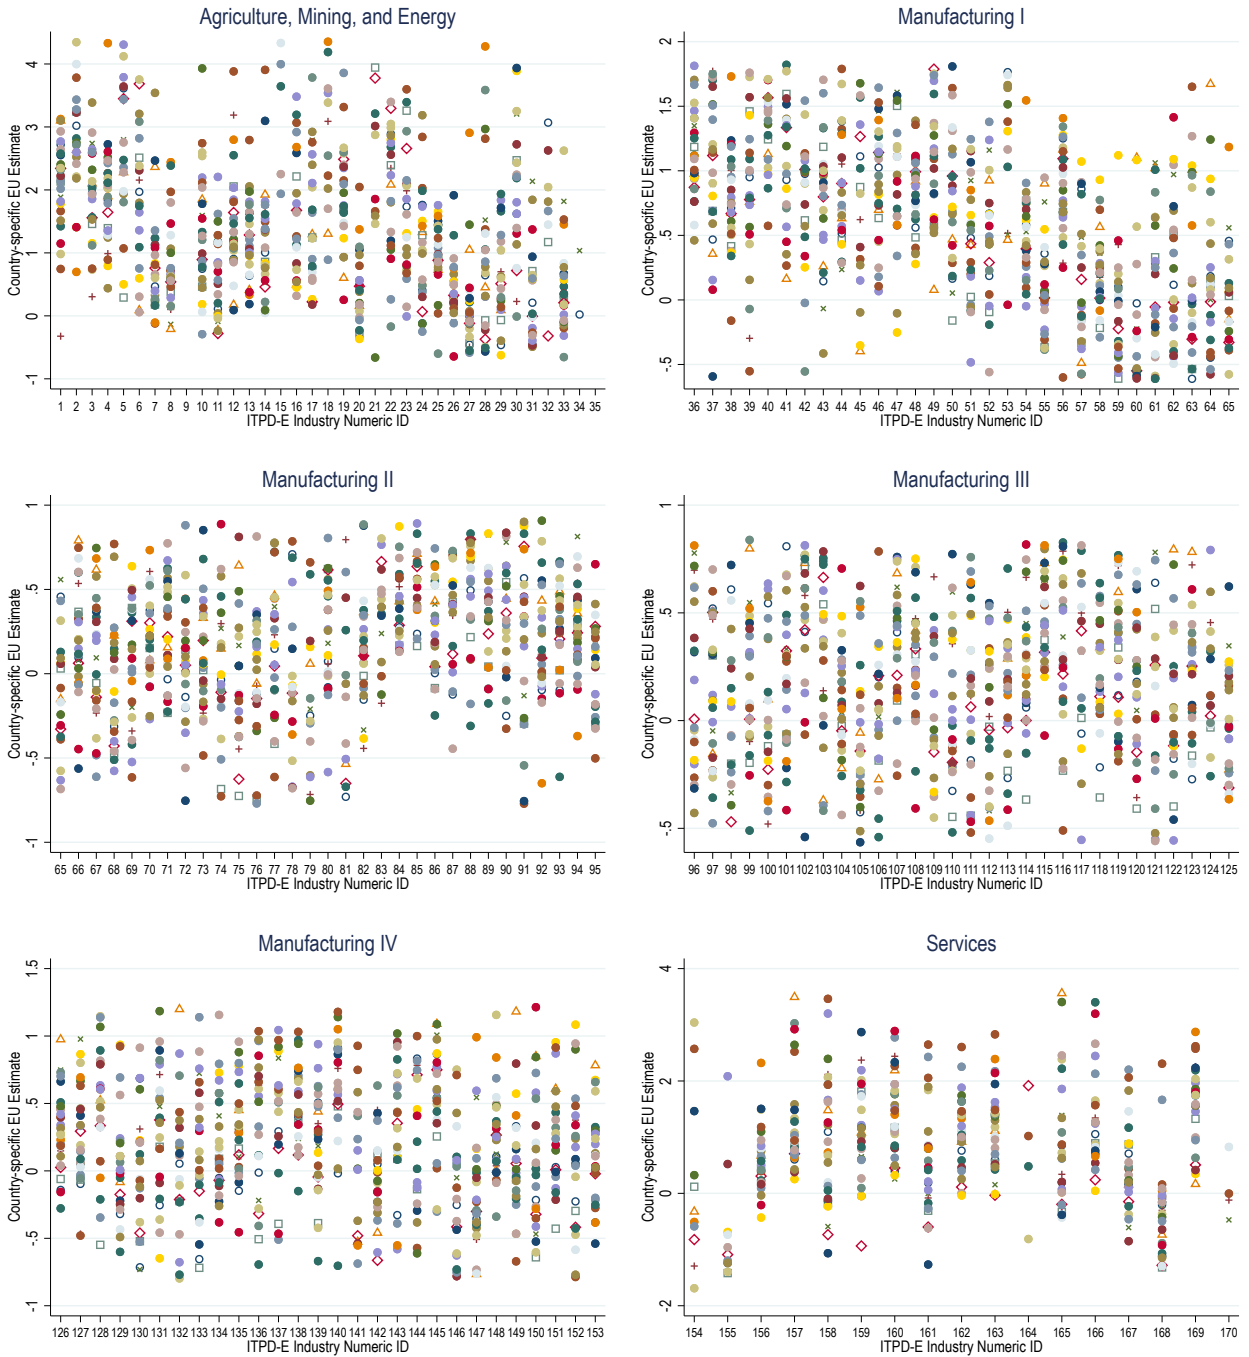 Agriculture, Mining, and Energy
Country-specific EU Estimate
4
3
2
1
0
-1
1 2 3 4 5 6 7 8 9 10 11 12 13 14 15 16 17 18 19 20 21 22 23 24 25 26 27 28 29 30 31 32 33 34 35
ITPD-E Industry Numeric ID
Manufacturing I
Country-specific EU Estimate
2
1.5
1
.5
0
-.5
36 37 38 39 40 41 42 43 44 45 46 47 48 49 50 51 52 53 54 55 56 57 58 59 60 61 62 63 64 65
ITPD-E Industry Numeric ID
Manufacturing II
Country-specific EU Estimate
1
.5
0
-.5
-1
65 66 67 68 69 70 71 72 73 74 75 76 77 78 79 80 81 82 83 84 85 86 87 88 89 90 91 92 93 94 95
ITPD-E Industry Numeric ID
Manufacturing III
Country-specific EU Estimate
1
.5
0
-.5
96 97 98 99 100 101 102 103 104 105 106 107 108 109 110 111 112 113 114 115 116 117 118 119 120 121 122 123 124 125
ITPD-E Industry Numeric ID
Manufacturing IV
Country-specific EU Estimate
1.5
1
.5
0
-.5
-1
126 127 128 129 130 131 132 133 134 135 136 137 138 139 140 141 142 143 144 145 146 147 148 149 150 151 152 153
ITPD-E Industry Numeric ID
Services
Country-specific EU Estimate
4
2
0
-2
154 155 156 157 158 159 160 161 162 163 164 165 166 167 168 169 170
ITPD-E Industry Numeric ID